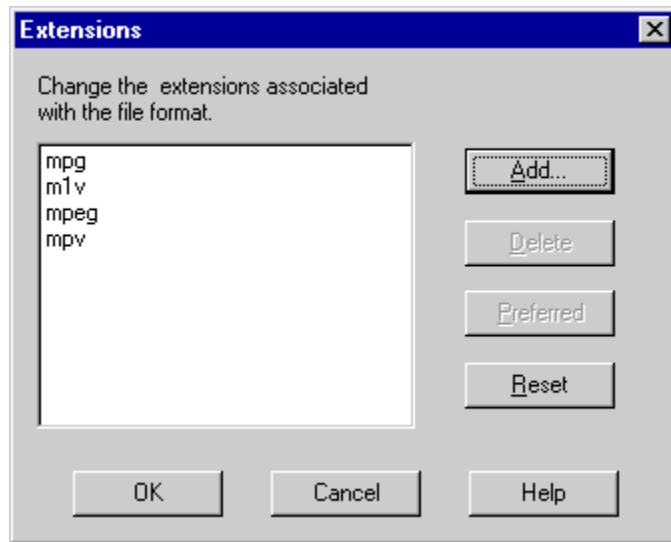 Extensions
Change the  extensions associated
with the file format.
mpg
m1v
mpeg
mpv
Add...
Delete
Preferred
Reset
OK
Cancel
Help